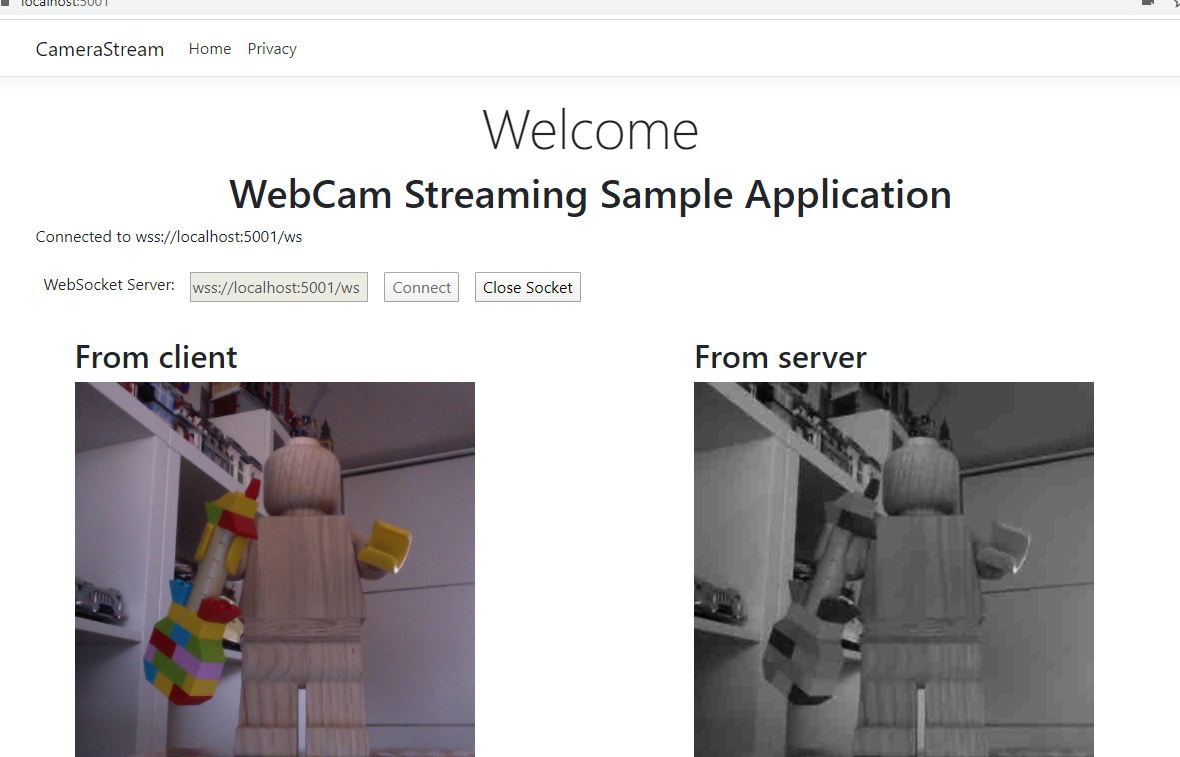 localhost:5001
CameraStream Home Privacy
Welcome
WebCam Streaming Sample Application
Connected to wss://localhost:5001/ws
WebSocket Server: wss://localhost:5001/ws Connect Close Socket
From client From server